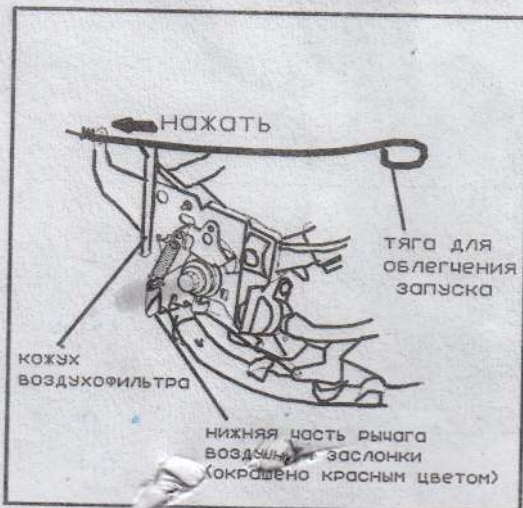 НАЖАТЬ
ТЯГА ДЛЯ
ОБЛЕГЧЕНИЯ
ЗАПУСКА
КОЖУХ
ВОЗДУХОФИЛЬТРА
НИЖНЯЯ ЧАСТЬ РЫЧАГА
ЗАСЛОНКИ
(ОКРАШЕНО КРАСНЫМ ЦВЕТОМ)